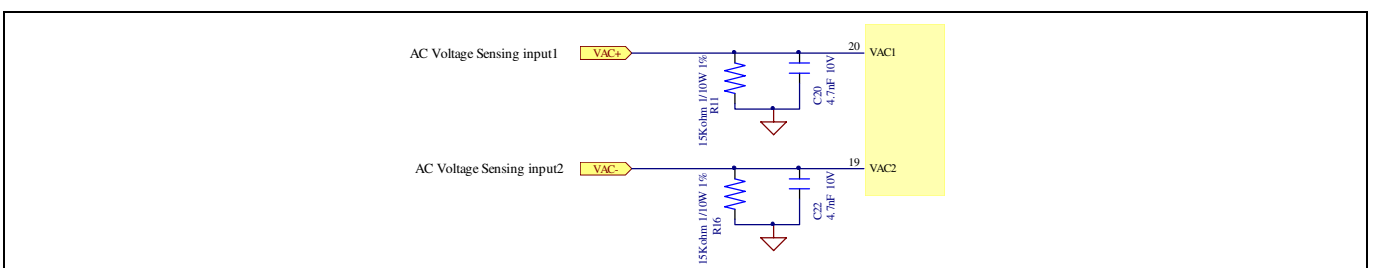 AC Voltage Sensing input1
VAC+
20
VAC1
15Kohm 1/10W 1%
R11
C20
4.7nF 10V
AC Voltage Sensing input2
VAC-
19
VAC2
15Kohm 1/10W 1%
R16
C22
4.7nF 10V